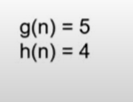 g(n) = 5
h(n) = 4